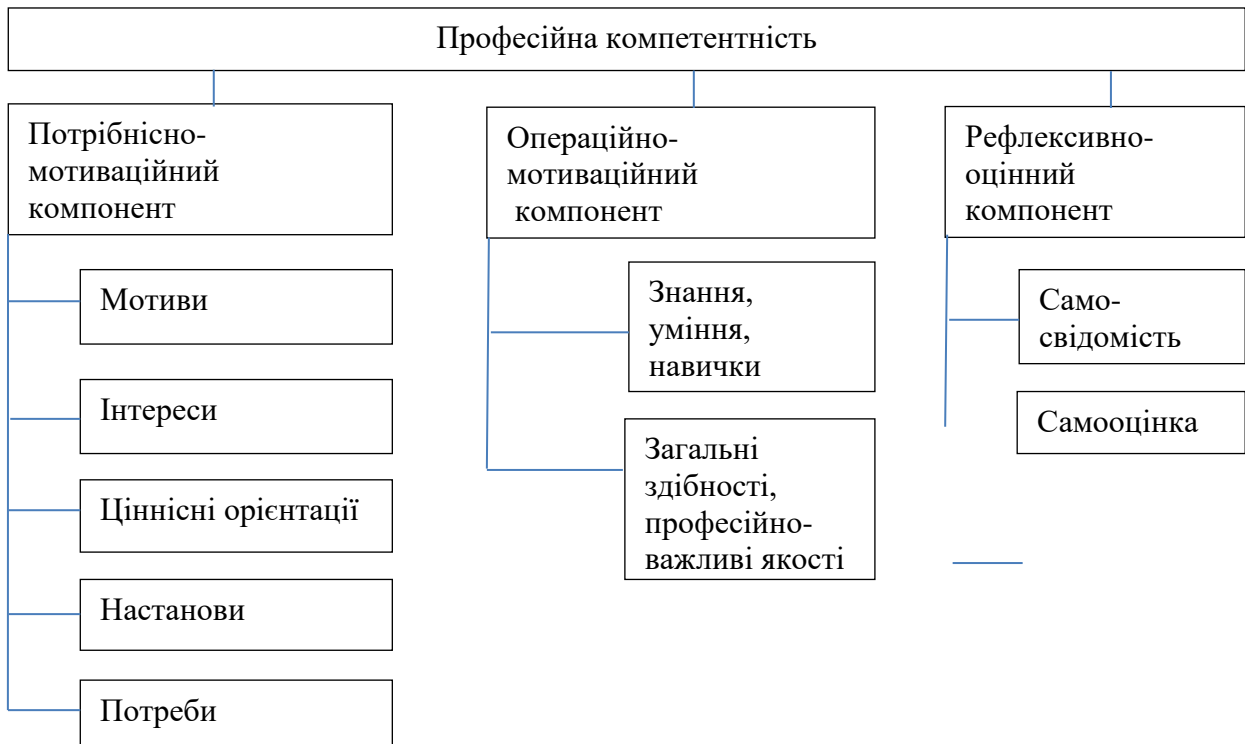 Професійна компетентність
Потрібнісно-
мотиваційний
компонент
Мотиви
Інтереси
Ціннісні орієнтації
Настанови
Потреби
Операційно-
мотиваційний
компонент
Знання,
уміння,
навички
Загальні
здібності,
професійно-
важливі якості
Рефлексивно-
оцінний
компонент
Само-
свідомість
Самооцінка